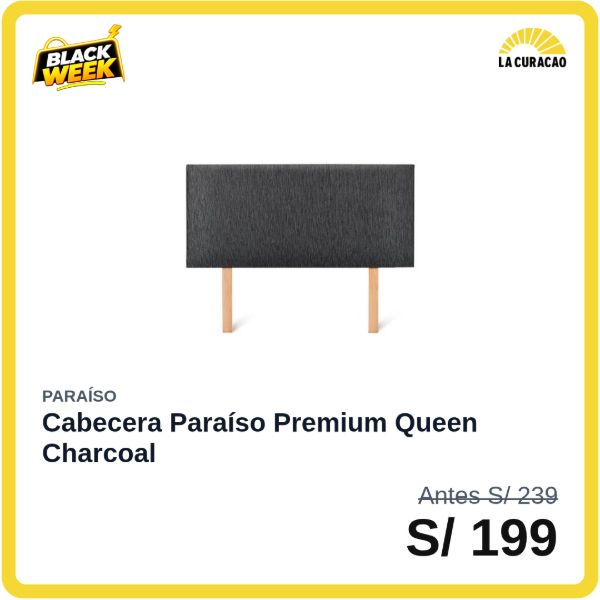 BLACK
WEEK
LA CURACAO
PARAÍSO
Cabecera Paraíso Premium Queen
Charcoal
Antes S/ 239
S/ 199